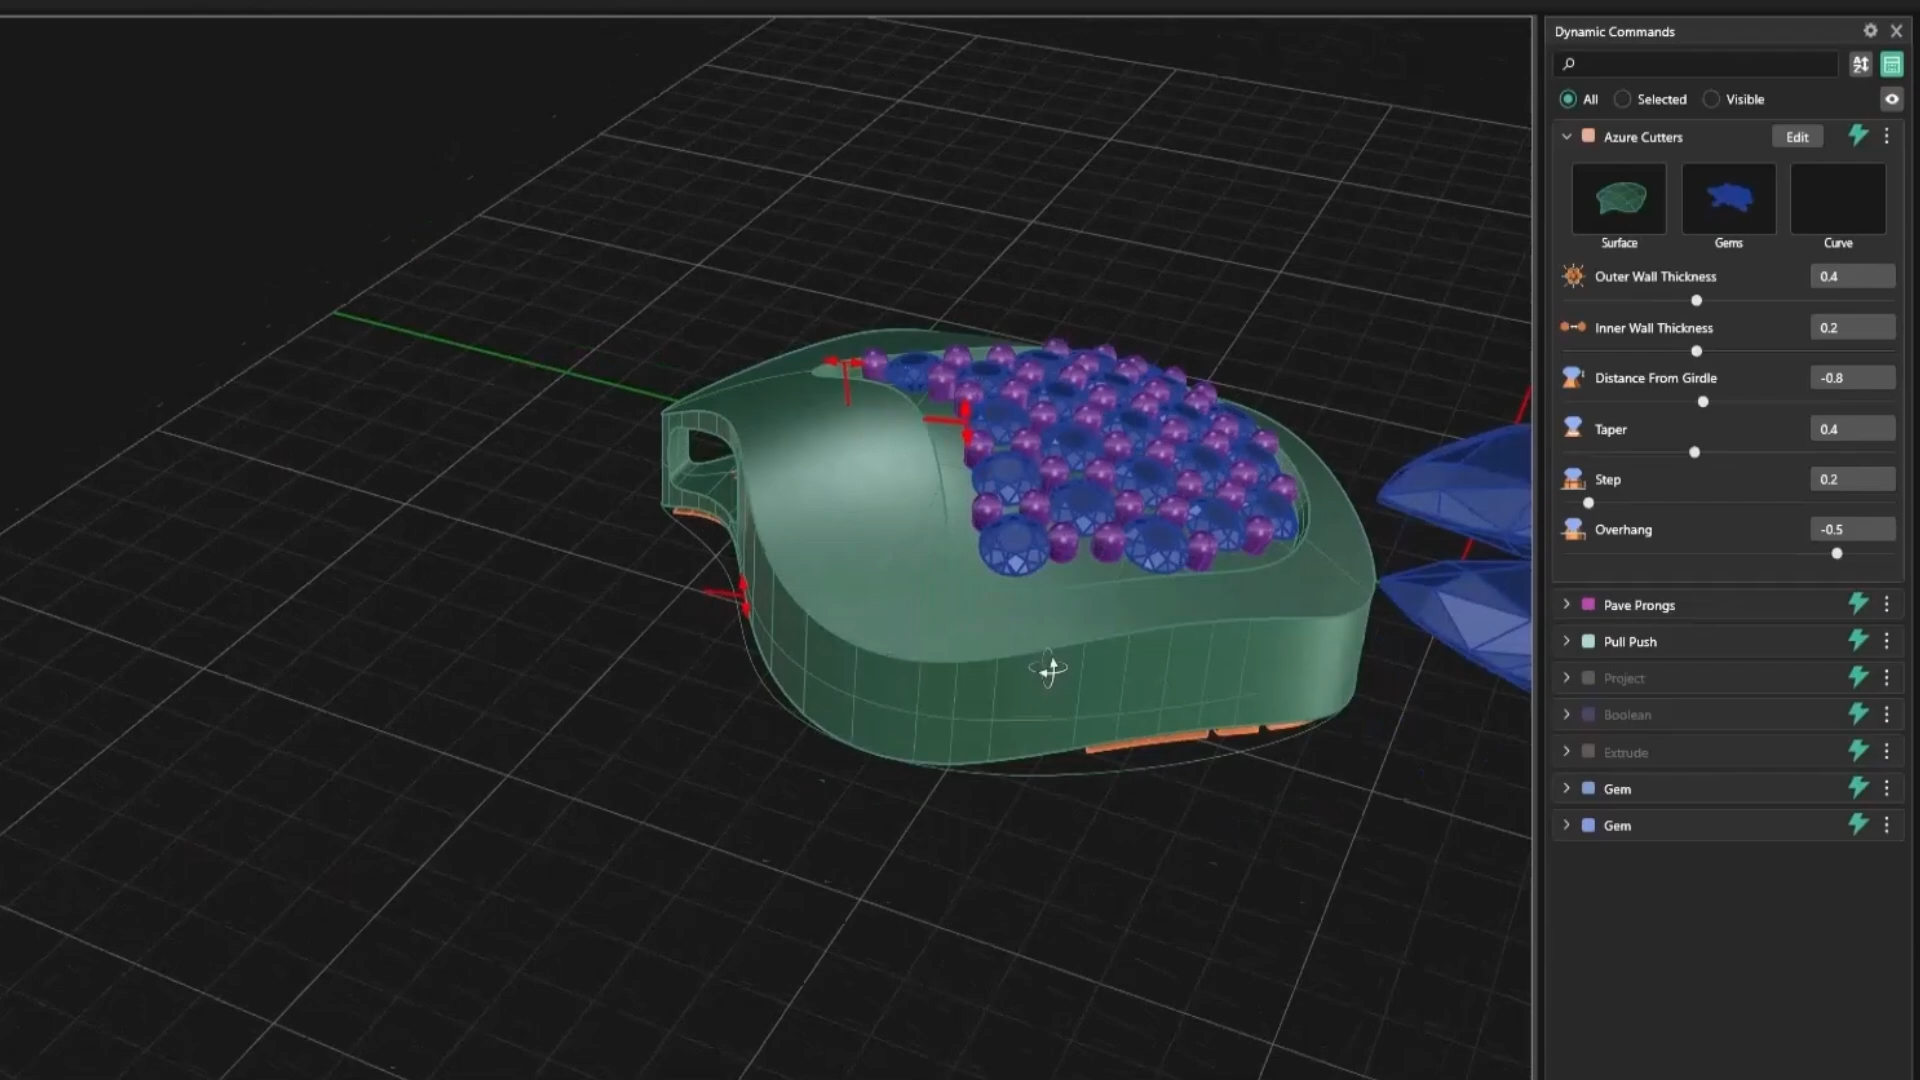 Dynamic Commands
All Selected Visible
Azure Cutters Edit
Surface Gems Curve
Outer Wall Thickness 0.4
Inner Wall Thickness 0.2
Distance From Girdle -0.8
Taper 0.4
Step 0.2
Overhang -0.5
Pave Prongs
Pull Push
Project
Boolean
Extrude
Gem
Gem